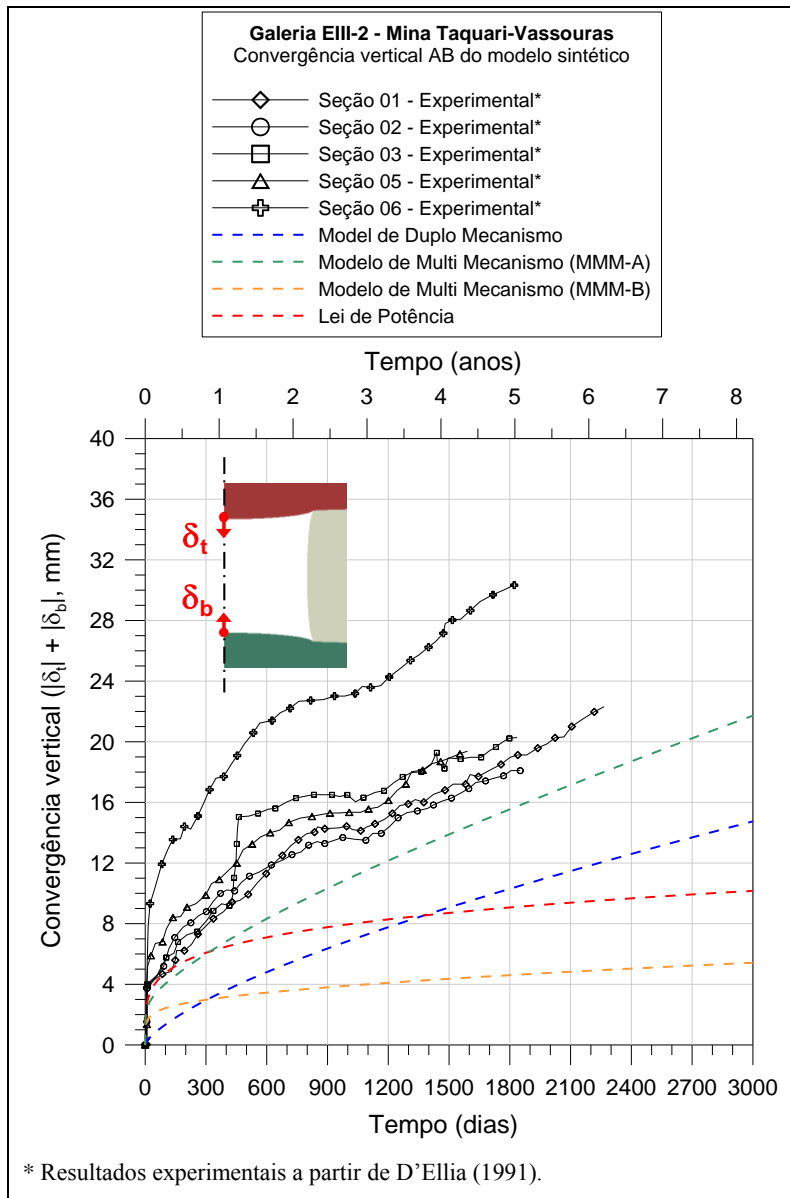 Galeria EIII-2 - Mina Taquari-Vassouras
Convergência vertical AB do modelo sintético
Seção 01 - Experimental*
Seção 02 - Experimental*
Seção 03 - Experimental*
Seção 05 - Experimental*
Seção 06 - Experimental*
Model de Duplo Mecanismo
Modelo de Multi Mecanismo (MMM-A)
Modelo de Multi Mecanismo (MMM-B)
Lei de Potência
Tempo (anos)
0 1 2 3 4 5 6 7 8
40
36
32
28
24
20
16
12
8
4
0
Convergência vertical (|δt| + |δb|, mm)
δt
δb
0 300 600 900 1200 1500 1800 2100 2400 2700 3000
Tempo (dias)
* Resultados experimentais a partir de D'Ellia (1991).